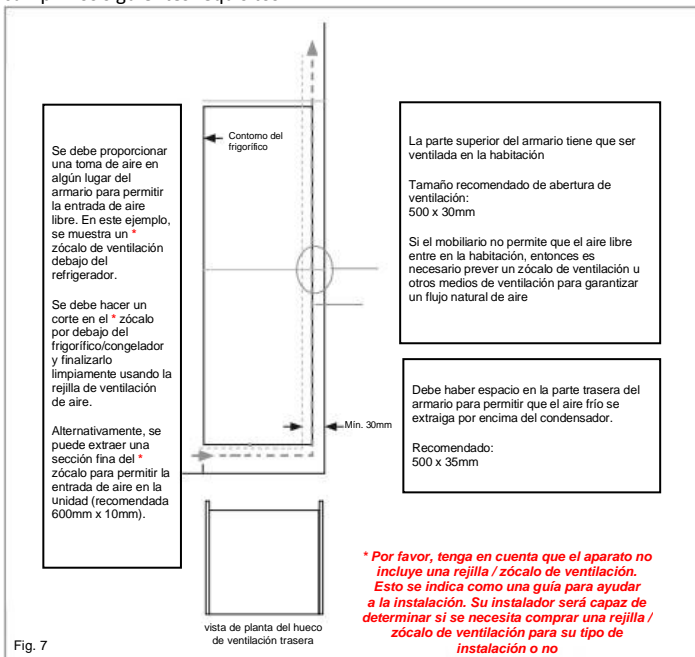 Se debe proporcionar
una toma de aire en
algún lugar del
armario para permitir
la entrada de aire
libre. En este ejemplo,
se muestra un *
zócalo de ventilación
debajo del
refrigerador.
Se debe hacer un
corte en el * zócalo
por debajo del
frigorífico/congelador
y finalizarlo
limpiamente usando la
rejilla de ventilación
de aire.
Alternativamente, se
puede extraer una
sección fina del *
zócalo para permitir la
entrada de aire en la
unidad (recomendada
600mm x 10mm).
Contorno del
frigorífico
Mín. 30mm
La parte superior del armario tiene que ser
ventilada en la habitación
Tamaño recomendado de abertura de
ventilación:
500 x 30mm
Si el mobiliario no permite que el aire libre
entre en la habitación, entonces es
necesario prever un zócalo de ventilación u
otros medios de ventilación para garantizar
un flujo natural de aire
Debe haber espacio en la parte trasera del
armario para permitir que el aire frío se
extraiga por encima del condensador.
Recomendado:
500 x 35mm
vista de planta del hueco
de ventilación trasera
* Por favor, tenga en cuenta que el aparato no
incluye una rejilla / zócalo de ventilación.
Esto se indica como una guía para ayudar
a la instalación. Su instalador será capaz de
determinar si se necesita comprar una rejilla /
zócalo de ventilación para su tipo de
instalación o no
Fig. 7